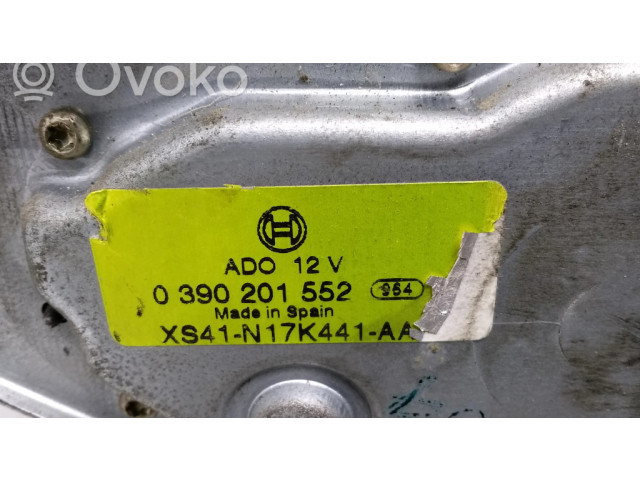 Ovoko
ADO 12 V
0 390 201 552 964
Made in Spain
XS41-N17K441-AA